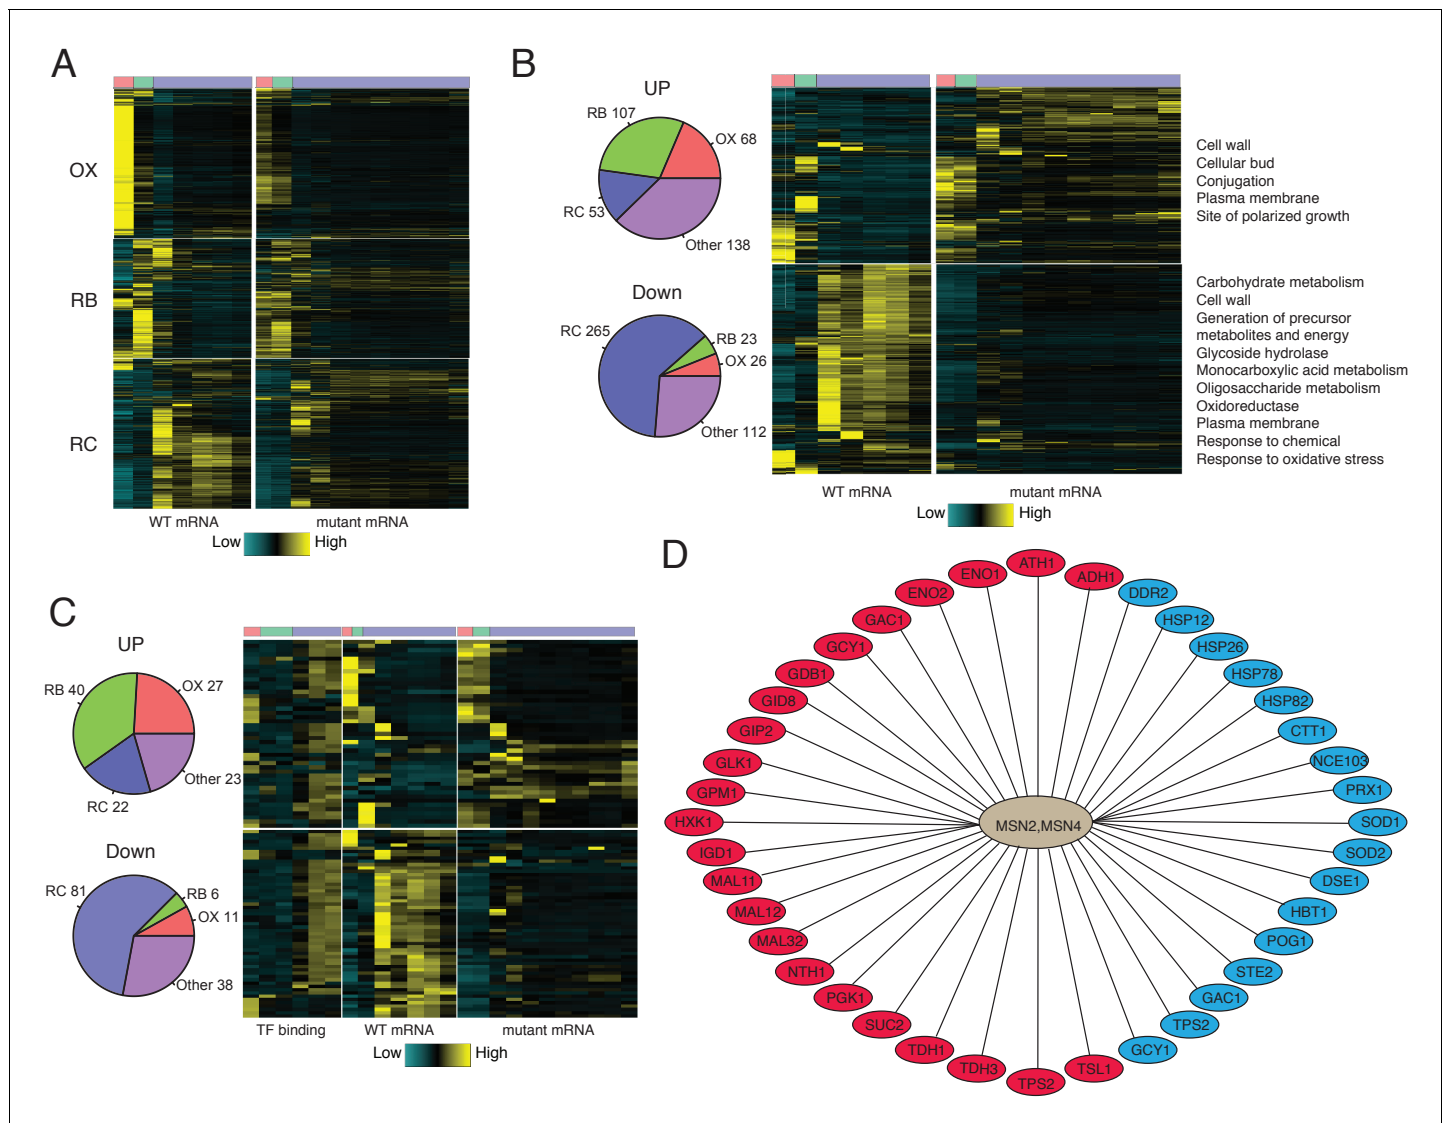 A
OX
RB
RC
WT mRNA
mutant mRNA
Low
High
B
UP
RB 107
OX 68
RC 53
Other 138
Down
RC 265
RB 23
OX 26
Other 112
Cell wall
Cellular bud
Conjugation
Plasma membrane
Site of polarized growth
Carbohydrate metabolism
Cell wall
Generation of precursor
metabolites and energy
Glycoside hydrolase
Monocarboxylic acid metabolism
Oligosaccharide metabolism
Oxidoreductase
Plasma membrane
Response to chemical
Response to oxidative stress
WT mRNA
mutant mRNA
Low
High
C
UP
RB 40
OX 27
RC 22
Other 23
Down
RC 81
RB 6
OX 11
Other 38
TF binding
WT mRNA
mutant mRNA
Low
High
D
ATH1
ADH1
DDR2
HSP12
HSP26
HSP78
HSP82
CTT1
NCE103
PRX1
SOD1
SOD2
DSE1
HBT1
POG1
STE2
GAC1
TPS2
GCY1
TSL1
TPS2
TDH3
TDH1
SUC2
PGK1
NTH1
MAL32
MAL12
MAL11
IGD1
HXK1
GPM1
GLK1
GIP2
GID8
GDB1
GCY1
GAC1
ENO2
ENO1
MSN2,MSN4